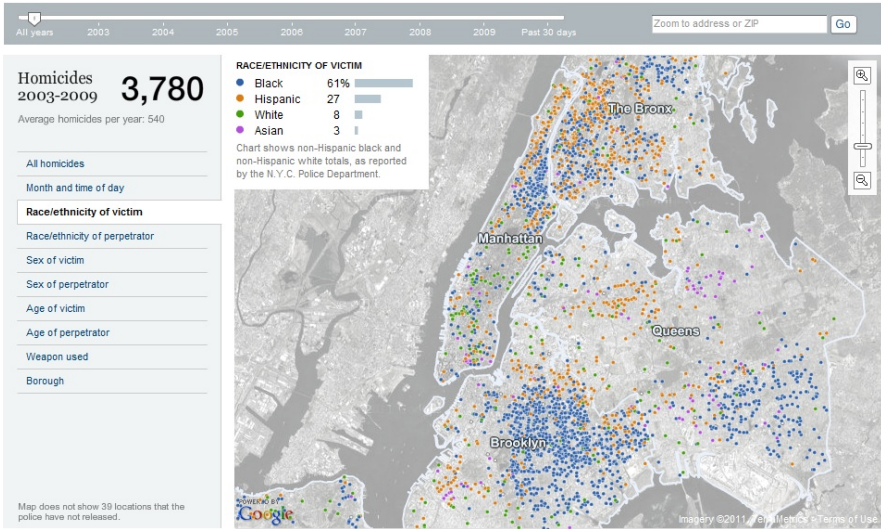 All years 2003 2004 2005 2006 2007 2008 2009 Past 30 days
Zoom to address or ZIP Go
Homicides
2003-2009 3,780
Average homicides per year: 540
All homicides
Month and time of day
Race/ethnicity of victim
Race/ethnicity of perpetrator
Sex of victim
Sex of perpetrator
Age of victim
Age of perpetrator
Weapon used
Borough
Map does not show 39 locations that the
police have not released.
RACE/ETHNICITY OF VICTIM
Black 61%
Hispanic 27
White 8
Asian 3
Chart shows non-Hispanic black and
non-Hispanic white totals, as reported
by the N.Y.C. Police Department.
The Bronx
Manhattan
Queens
Brooklyn
POWERED BY
Google
Imagery ©2011, TerraMetrics - Terms of Use